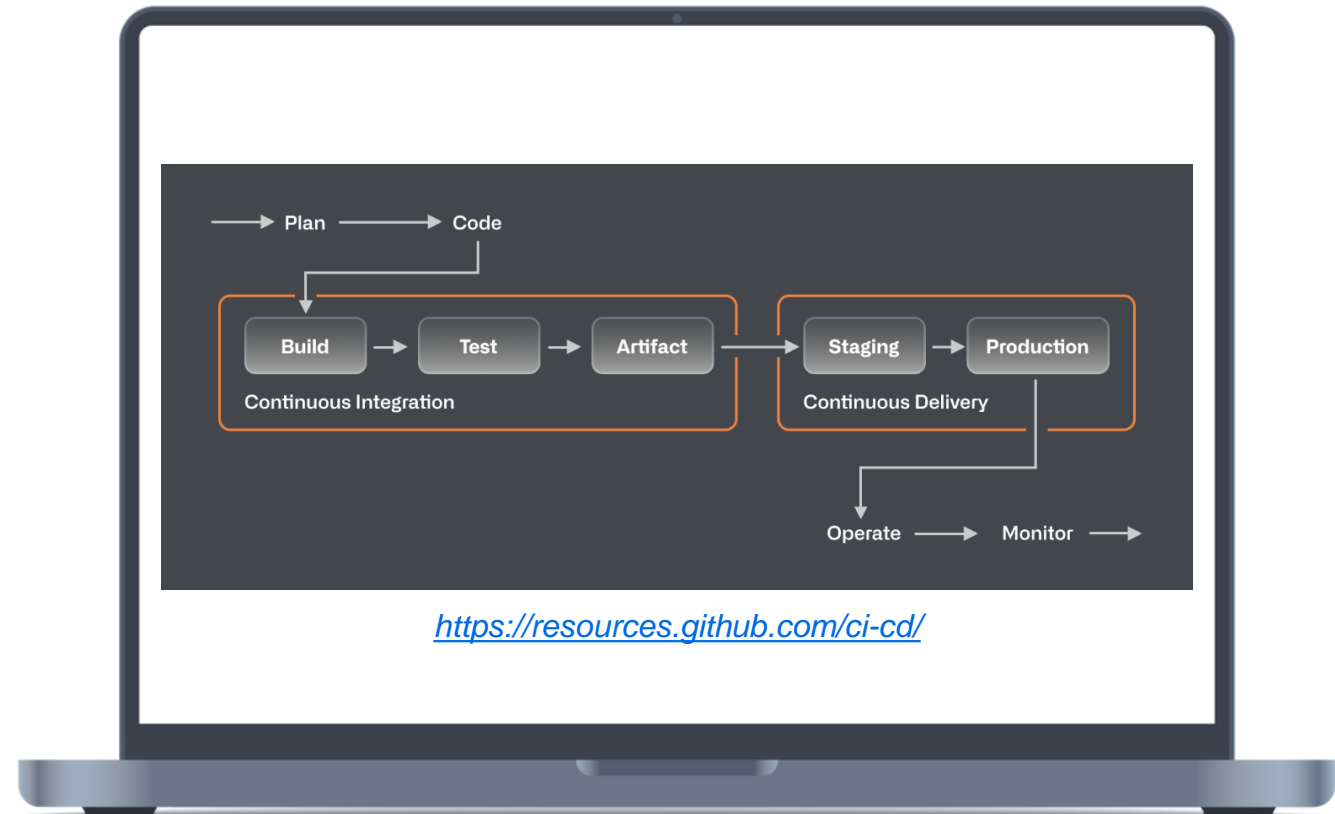 Plan
Code
Build
Test
Artifact
Staging
Production
Continuous Integration
Continuous Delivery
Operate
Monitor
https://resources.github.com/ci-cd/